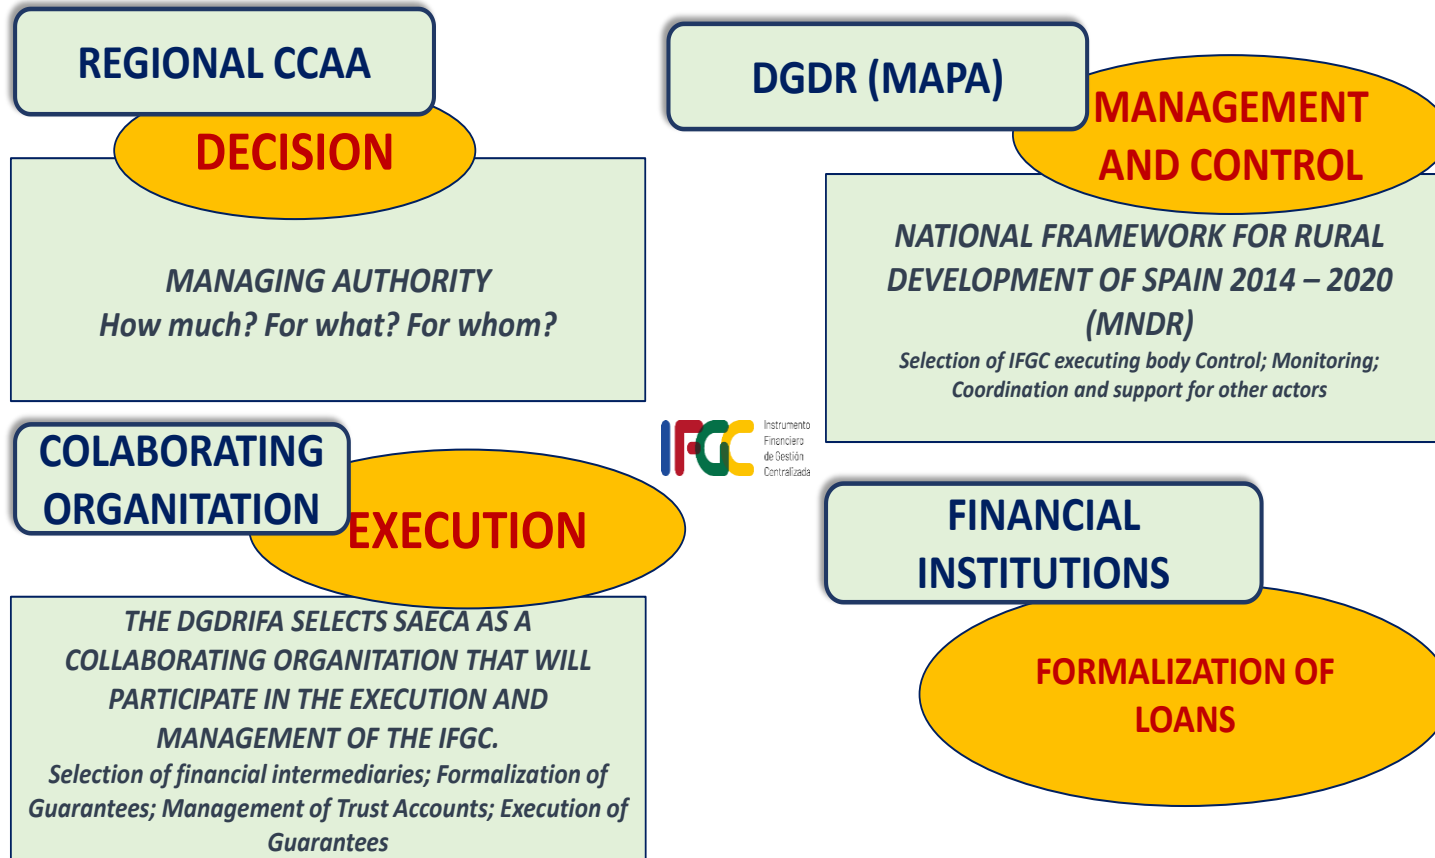 REGIONAL CCAA
DECISION
MANAGING AUTHORITY
How much? For what? For whom?
DGDR (MAPA)
MANAGEMENT
AND CONTROL
NATIONAL FRAMEWORK FOR RURAL
DEVELOPMENT OF SPAIN 2014 – 2020
(MNDR)
Selection of IFGC executing body Control; Monitoring;
Coordination and support for other actors
IFGC
Instrumento
Financiero
de Gestión
Centralizada
COLABORATING
ORGANITATION
EXECUTION
THE DGDRIFA SELECTS SAECA AS A
COLLABORATING ORGANITATION THAT WILL
PARTICIPATE IN THE EXECUTION AND
MANAGEMENT OF THE IFGC.
Selection of financial intermediaries; Formalization of
Guarantees; Management of Trust Accounts; Execution of
Guarantees
FINANCIAL
INSTITUTIONS
FORMALIZATION OF
LOANS